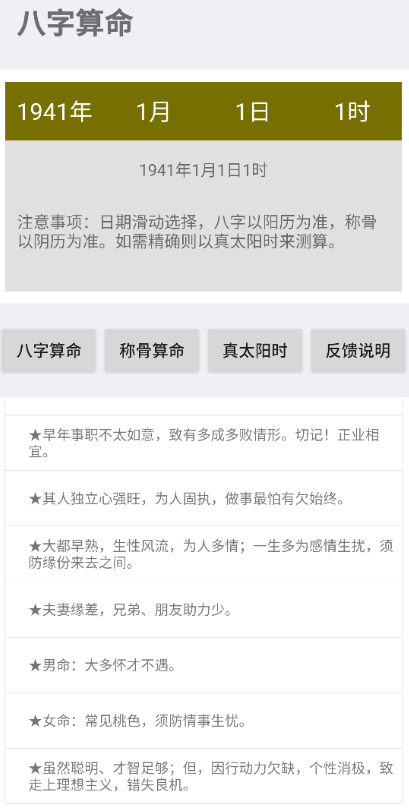 八字算命
1941年 1月 1日 1时
1941年1月1日1时
注意事项：日期滑动选择，八字以阳历为准，称骨
以阴历为准。如需精确则以真太阳时来测算。
八字算命 称骨算命 真太阳时 反馈说明
★早年事职不太如意，致有多成多败情形。切记！正业相
宜。
★其人独立心强旺，为人固执，做事最怕有欠始终。
★大都早熟，生性风流，为人多情；一生多为感情生扰，须
防缘份来去之间。
★夫妻缘差，兄弟、朋友助力少。
★男命：大多怀才不遇。
★女命：常见桃色，须防情事生忧。
★虽然聪明、才智足够；但，因行动力欠缺，个性消极，致
走上理想主义，错失良机。